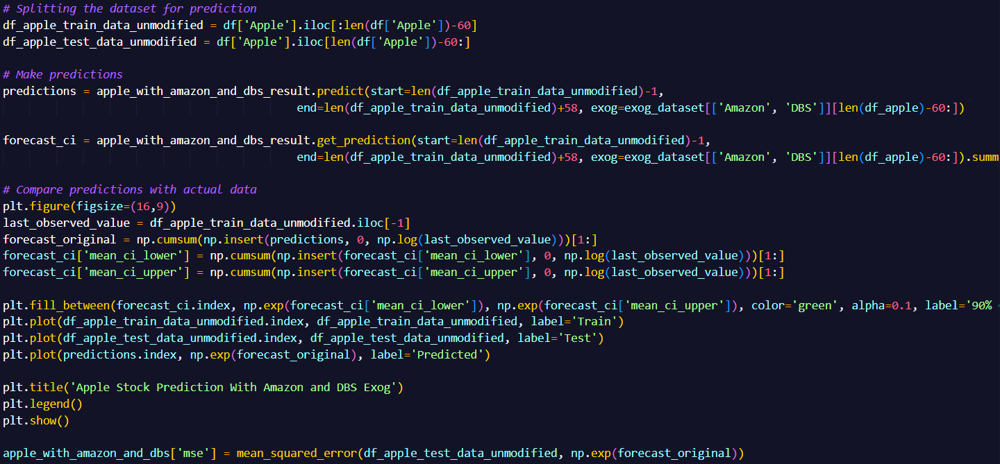 # Splitting the dataset for prediction
df_apple_train_data_unmodified = df['Apple'].iloc[:len(df['Apple'])-60]
df_apple_test_data_unmodified = df['Apple'].iloc[len(df['Apple'])-60:]
# Make predictions
predictions = apple_with_amazon_and_dbs_result.predict(start=len(df_apple_train_data_unmodified)-1,
end=len(df_apple_train_data_unmodified)+58, exog=exog_dataset[['Amazon', 'DBS']][len(df_apple)-60:])
forecast_ci = apple_with_amazon_and_dbs_result.get_prediction(start=len(df_apple_train_data_unmodified)-1,
end=len(df_apple_train_data_unmodified)+58, exog=exog_dataset[['Amazon', 'DBS']][len(df_apple)-60:]).summ
# Compare predictions with actual data
plt.figure(figsize=(16,9))
last_observed_value = df_apple_train_data_unmodified.iloc[-1]
forecast_original = np.cumsum(np.insert(predictions, 0, np.log(last_observed_value)))[1:]
forecast_ci['mean_ci_lower'] = np.cumsum(np.insert(forecast_ci['mean_ci_lower'], 0, np.log(last_observed_value)))[1:]
forecast_ci['mean_ci_upper'] = np.cumsum(np.insert(forecast_ci['mean_ci_upper'], 0, np.log(last_observed_value)))[1:]
plt.fill_between(forecast_ci.index, np.exp(forecast_ci['mean_ci_lower']), np.exp(forecast_ci['mean_ci_upper']), color='green', alpha=0.1, label='90%
plt.plot(df_apple_train_data_unmodified.index, df_apple_train_data_unmodified, label='Train')
plt.plot(df_apple_test_data_unmodified.index, df_apple_test_data_unmodified, label='Test')
plt.plot(predictions.index, np.exp(forecast_original), label='Predicted')
plt.title('Apple Stock Prediction With Amazon and DBS Exog')
plt.legend()
plt.show()
apple_with_amazon_and_dbs['mse'] = mean_squared_error(df_apple_test_data_unmodified, np.exp(forecast_original))